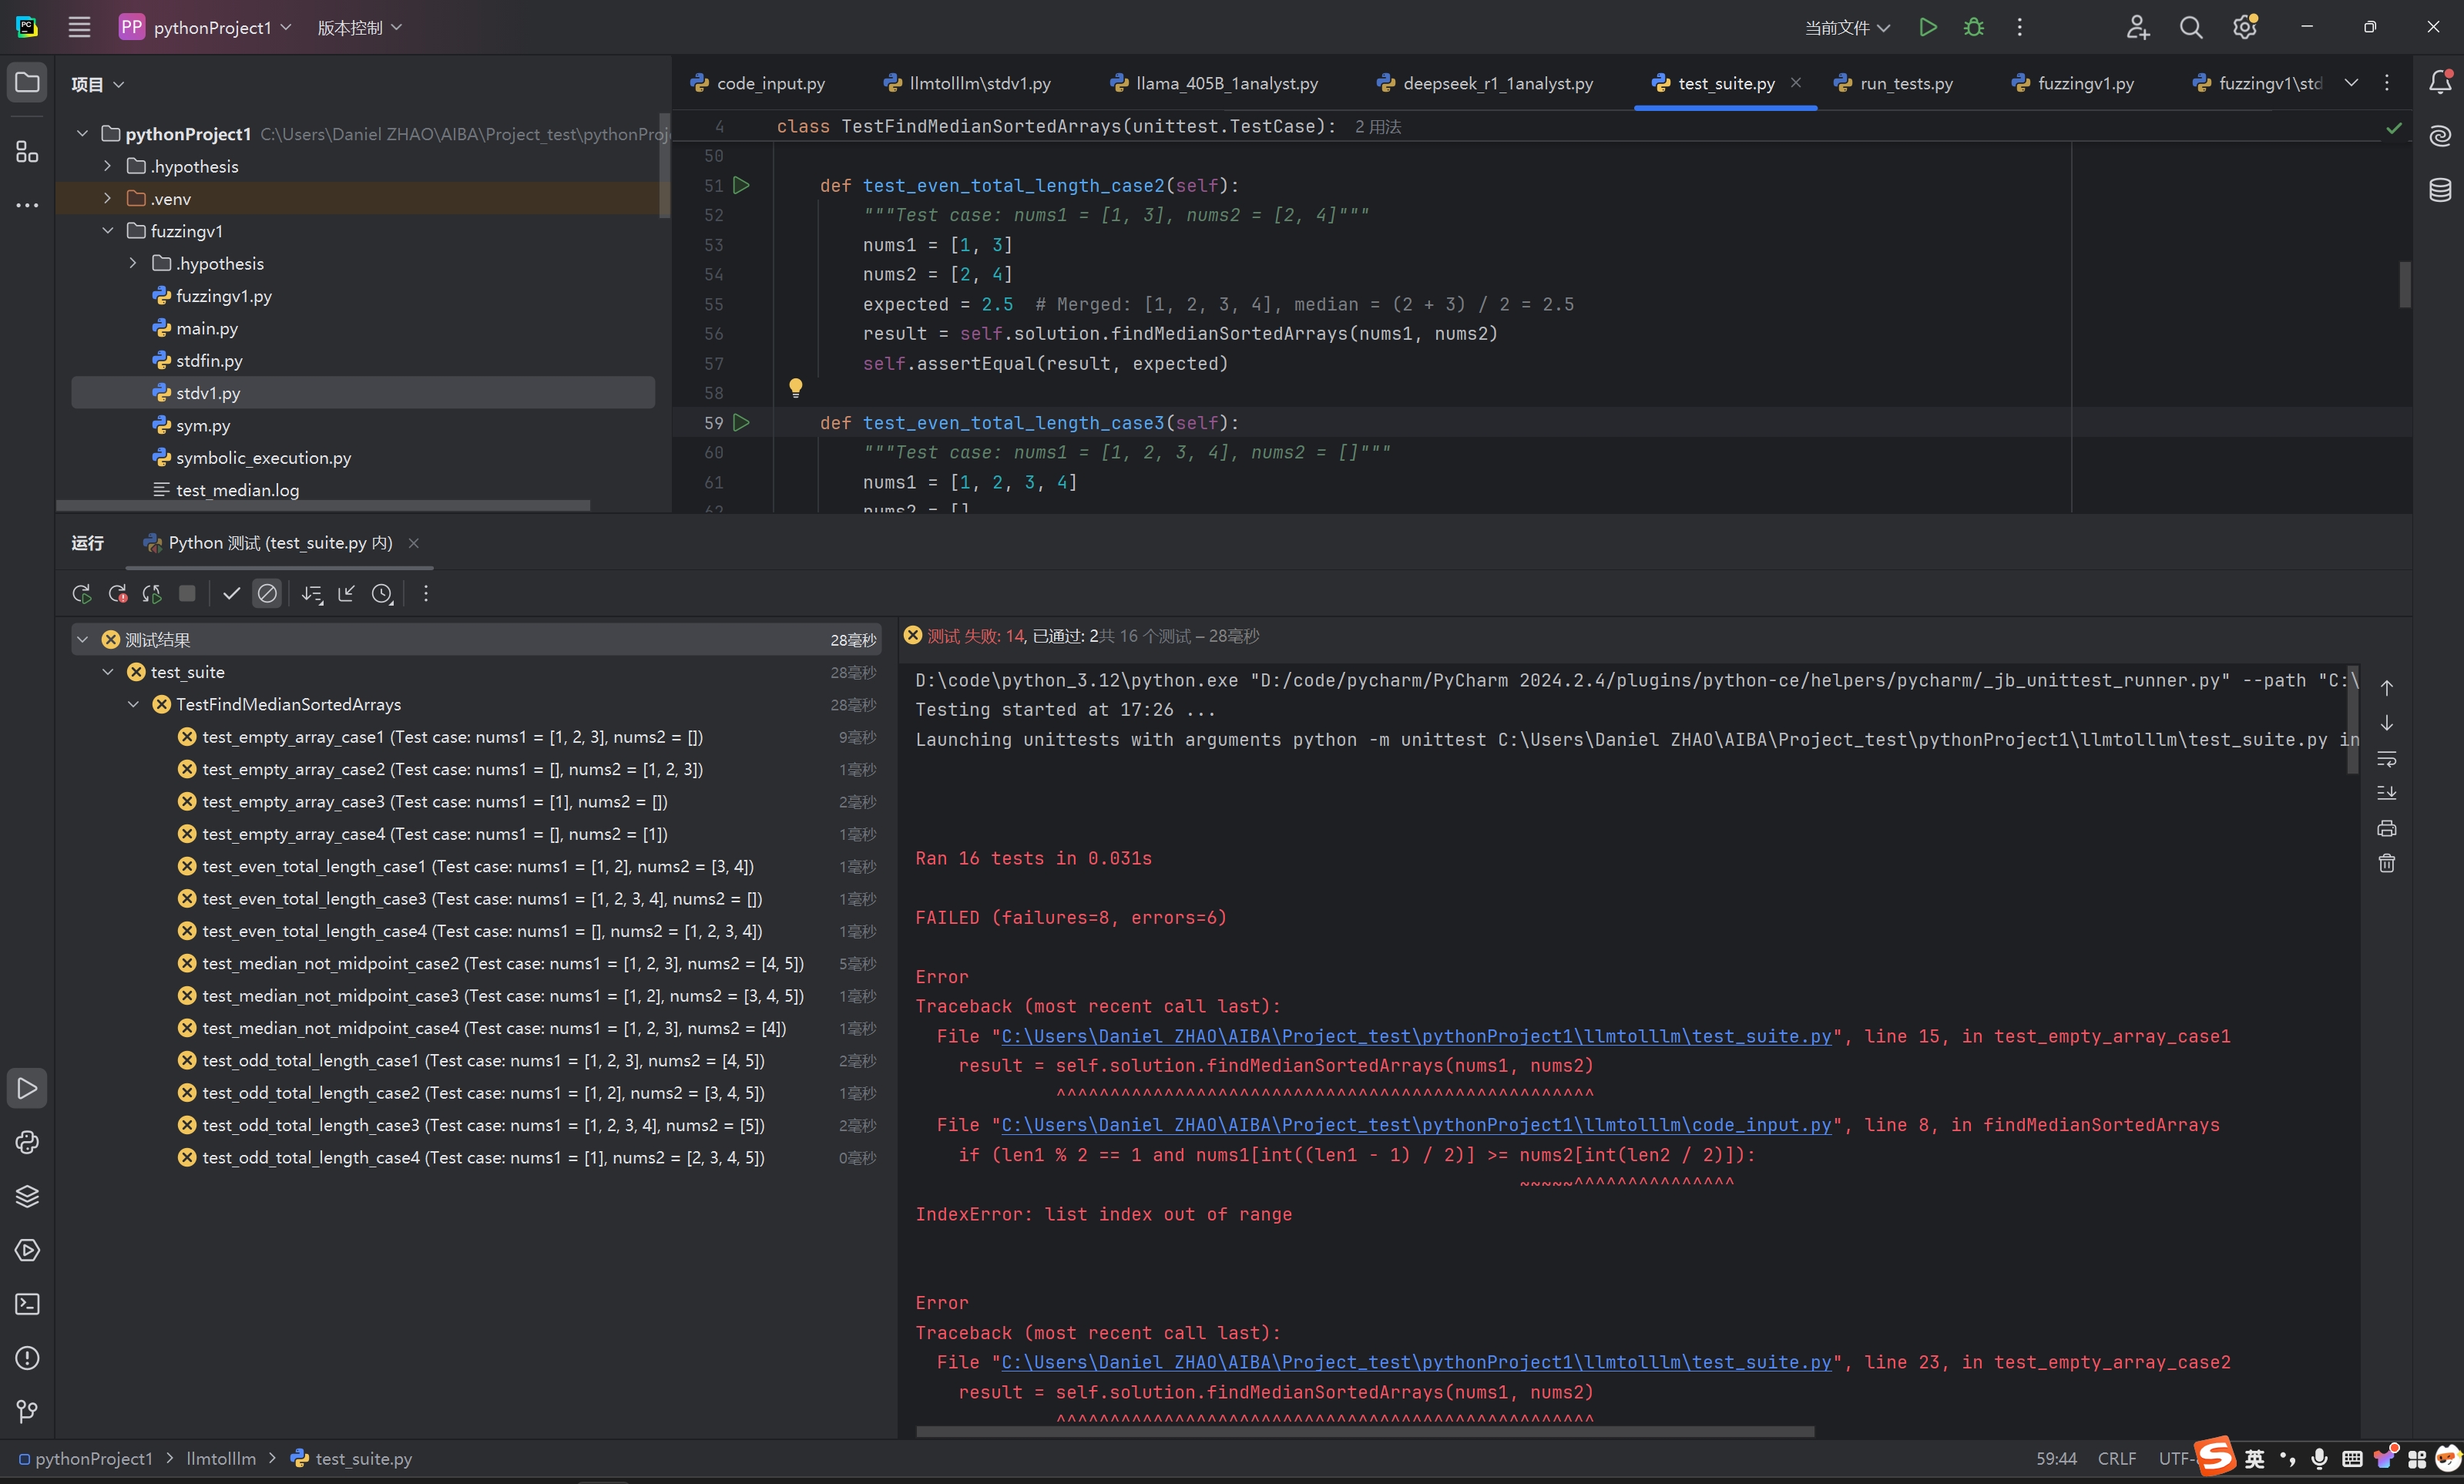 PP pythonProject1 版本控制 当前文件
项目
pythonProject1 C:\Users\Daniel ZHAO\AIBA\Project_test\pythonProj
.hypothesis
.venv
fuzzingv1
.hypothesis
fuzzingv1.py
main.py
stdfin.py
stdv1.py
sym.py
symbolic_execution.py
test_median.log
code_input.py llmtolllm\stdv1.py llama_405B_1analyst.py deepseek_r1_1analyst.py test_suite.py run_tests.py fuzzingv1.py fuzzingv1\std
4 class TestFindMedianSortedArrays(unittest.TestCase): 2 用法
50
51 def test_even_total_length_case2(self):
52 """Test case: nums1 = [1, 3], nums2 = [2, 4]"""
53 nums1 = [1, 3]
54 nums2 = [2, 4]
55 expected = 2.5 # Merged: [1, 2, 3, 4], median = (2 + 3) / 2 = 2.5
56 result = self.solution.findMedianSortedArrays(nums1, nums2)
57 self.assertEqual(result, expected)
58
59 def test_even_total_length_case3(self):
60 """Test case: nums1 = [1, 2, 3, 4], nums2 = []"""
61 nums1 = [1, 2, 3, 4]
62 nums2 = []
运行 Python 测试 (test_suite.py 内)
测试结果 28毫秒
test_suite 28毫秒
TestFindMedianSortedArrays 28毫秒
test_empty_array_case1 (Test case: nums1 = [1, 2, 3], nums2 = []) 9毫秒
test_empty_array_case2 (Test case: nums1 = [], nums2 = [1, 2, 3]) 1毫秒
test_empty_array_case3 (Test case: nums1 = [1], nums2 = []) 2毫秒
test_empty_array_case4 (Test case: nums1 = [], nums2 = [1]) 1毫秒
test_even_total_length_case1 (Test case: nums1 = [1, 2], nums2 = [3, 4]) 1毫秒
test_even_total_length_case3 (Test case: nums1 = [1, 2, 3, 4], nums2 = []) 1毫秒
test_even_total_length_case4 (Test case: nums1 = [], nums2 = [1, 2, 3, 4]) 1毫秒
test_median_not_midpoint_case2 (Test case: nums1 = [1, 2, 3], nums2 = [4, 5]) 5毫秒
test_median_not_midpoint_case3 (Test case: nums1 = [1, 2], nums2 = [3, 4, 5]) 1毫秒
test_median_not_midpoint_case4 (Test case: nums1 = [1, 2, 3], nums2 = [4]) 1毫秒
test_odd_total_length_case1 (Test case: nums1 = [1, 2, 3], nums2 = [4, 5]) 2毫秒
test_odd_total_length_case2 (Test case: nums1 = [1, 2], nums2 = [3, 4, 5]) 1毫秒
test_odd_total_length_case3 (Test case: nums1 = [1, 2, 3, 4], nums2 = [5]) 2毫秒
test_odd_total_length_case4 (Test case: nums1 = [1], nums2 = [2, 3, 4, 5]) 0毫秒
测试 失败: 14, 已通过: 2共 16 个测试 – 28毫秒
D:\code\python_3.12\python.exe "D:/code/pycharm/PyCharm 2024.2.4/plugins/python-ce/helpers/pycharm/_jb_unittest_runner.py" --path "C:\
Testing started at 17:26 ...
Launching unittests with arguments python -m unittest C:\Users\Daniel ZHAO\AIBA\Project_test\pythonProject1\llmtolllm\test_suite.py in
Ran 16 tests in 0.031s
FAILED (failures=8, errors=6)
Error
Traceback (most recent call last):
File "C:\Users\Daniel ZHAO\AIBA\Project_test\pythonProject1\llmtolllm\test_suite.py", line 15, in test_empty_array_case1
result = self.solution.findMedianSortedArrays(nums1, nums2)
^^^^^^^^^^^^^^^^^^^^^^^^^^^^^^^^^^^^^^^^^^^^^^^^^^
File "C:\Users\Daniel ZHAO\AIBA\Project_test\pythonProject1\llmtolllm\code_input.py", line 8, in findMedianSortedArrays
if (len1 % 2 == 1 and nums1[int((len1 - 1) / 2)] >= nums2[int(len2 / 2)]):
~~~~~^^^^^^^^^^^^^^^
IndexError: list index out of range
Error
Traceback (most recent call last):
File "C:\Users\Daniel ZHAO\AIBA\Project_test\pythonProject1\llmtolllm\test_suite.py", line 23, in test_empty_array_case2
result = self.solution.findMedianSortedArrays(nums1, nums2)
^^^^^^^^^^^^^^^^^^^^^^^^^^^^^^^^^^^^^^^^^^^^^^^^^^
pythonProject1 > llmtolllm > test_suite.py 59:44 CRLF UTF- 英